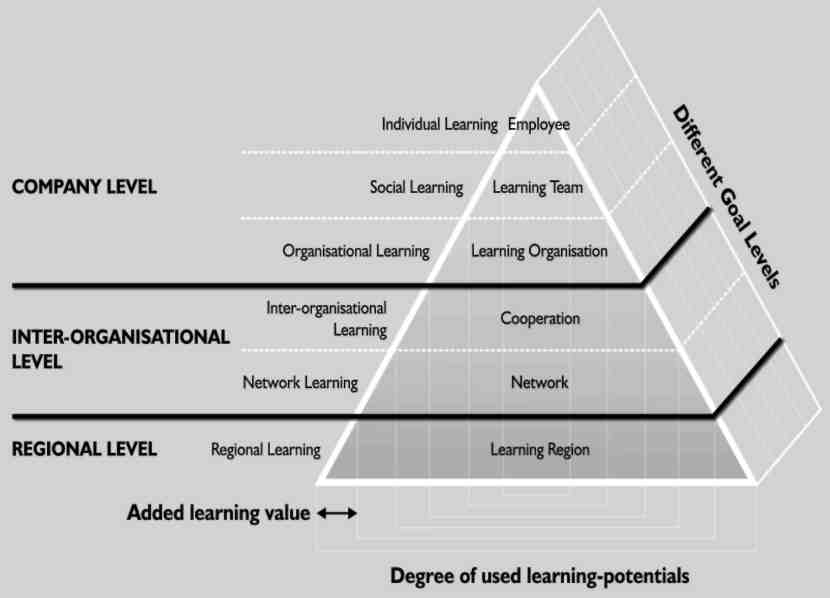 Individual Learning Employee
COMPANY LEVEL
Social Learning Learning Team
Organisational Learning Learning Organisation
Different Goal Levels
Inter-organisational
Learning
Cooperation
INTER-ORGANISATIONAL
LEVEL
Network Learning Network
REGIONAL LEVEL
Regional Learning Learning Region
Added learning value
Degree of used learning-potentials